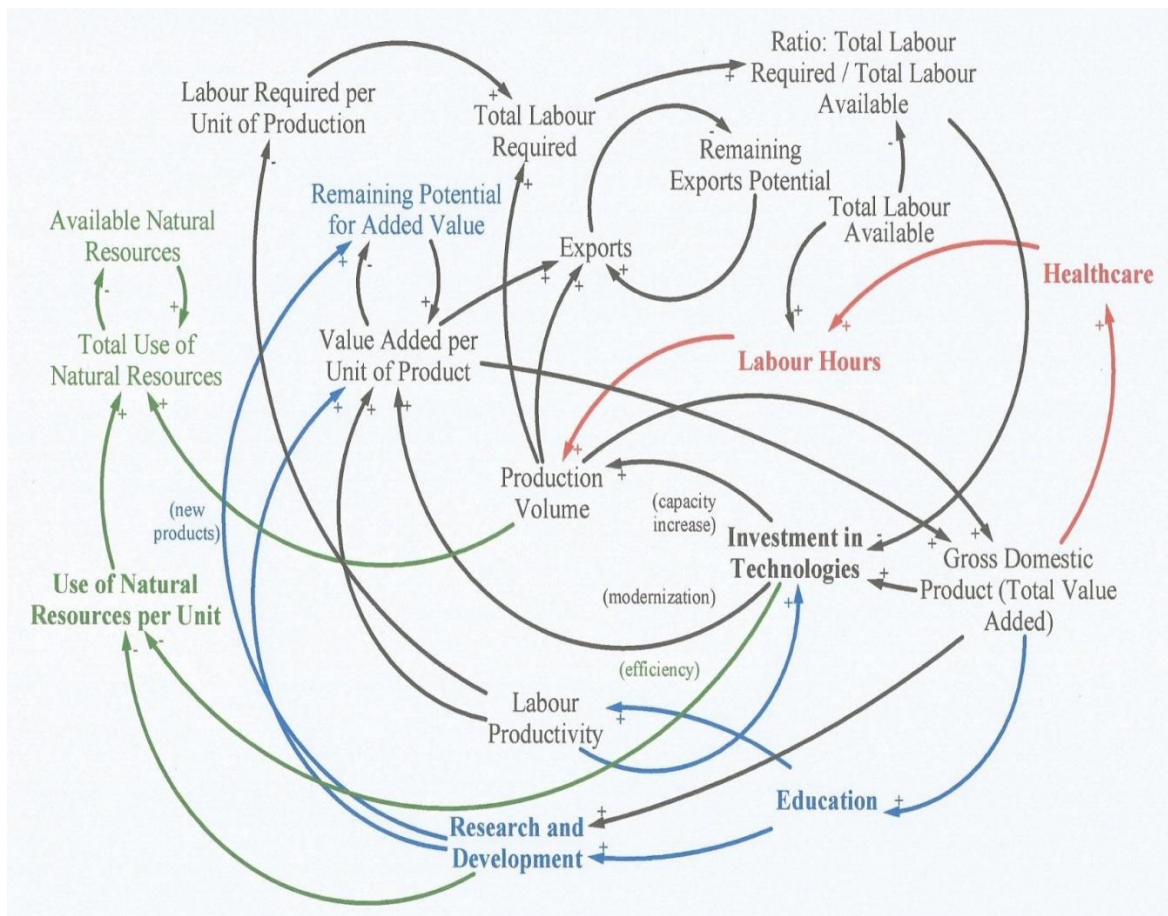 Ratio: Total Labour
Required / Total Labour
Available
Labour Required per
Unit of Production
Total Labour
Required
Remaining
Exports Potential
Remaining Potential
for Added Value
Available Natural
Resources
Total Labour
Available
Exports
Healthcare
Total Use of
Natural Resources
Value Added per
Unit of Product
Labour Hours
Production
Volume
(new
products)
(capacity
increase)
Investment in
Technologies
Gross Domestic
Product (Total Value
Added)
Use of Natural
Resources per Unit
(modernization)
(efficiency)
Labour
Productivity
Education
Research and
Development